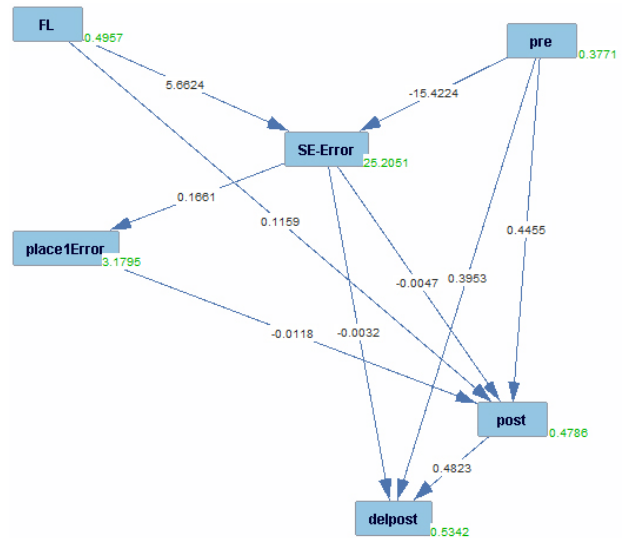 FL
0.4957
pre
0.3771
5.6624
-15.4224
SE-Error
25.2051
0.1661
0.1159
place1Error
3.1795
0.4455
0.3953
-0.0047
-0.0118
-0.0032
post
0.4786
0.4823
delpost
0.5342